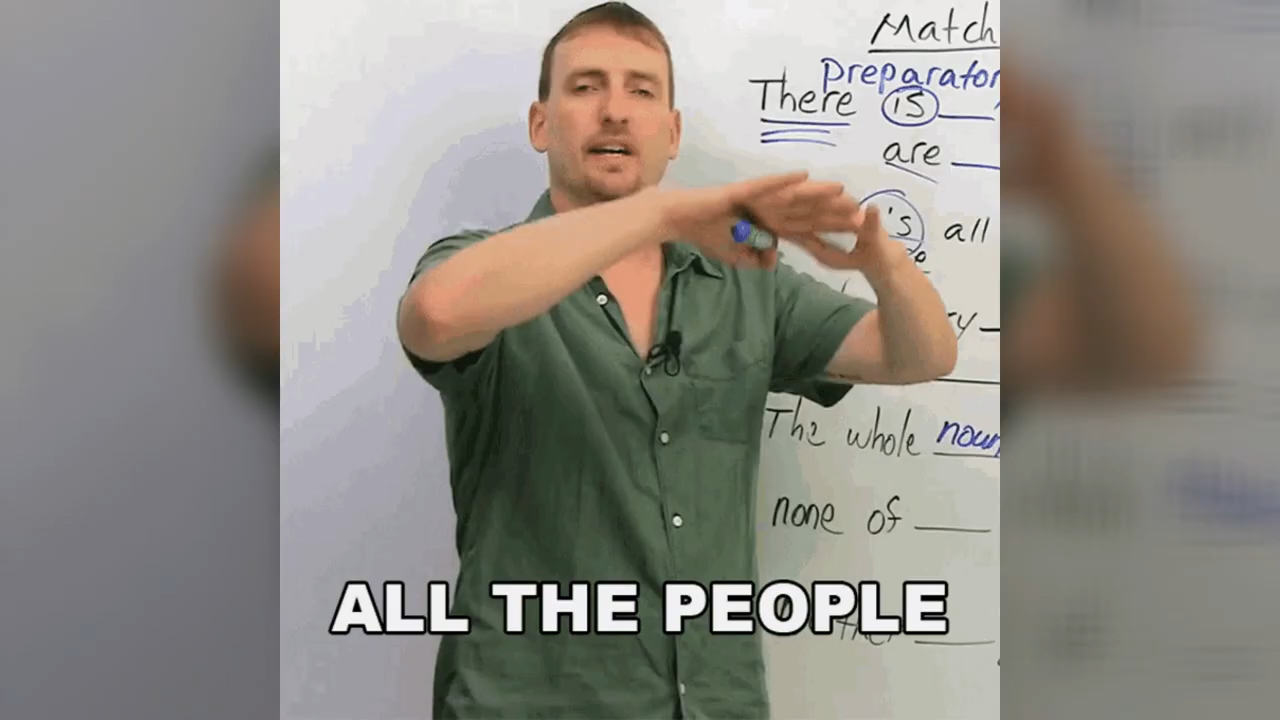 Match
Preparator
There is
are
's all
The whole noun
none of
ALL THE PEOPLE